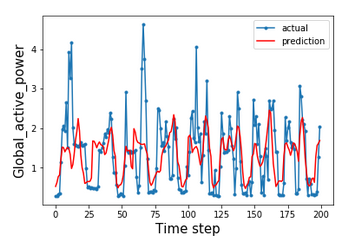 actual
prediction
Global_active_power
4
3
2
1
0 25 50 75 100 125 150 175 200
Time step